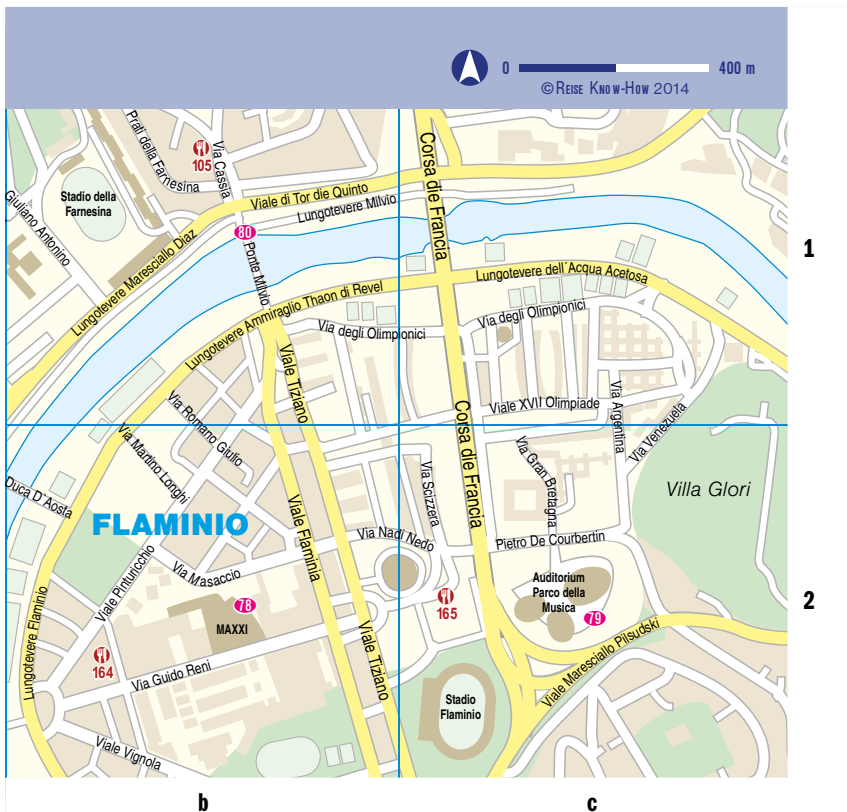 0 400 m
© REISE KNOW-HOW 2014
Prati della Farnesina
Via Cassia
105
Corsa die Francia
Giuliano Antonino
Stadio della
Farnesina
Viale di Tor die Quinto
Lungotevere Milvio
80
Ponte Milvio
Lungotevere Maresciallo Diaz
1
Lungotevere dell´Acqua Acetosa
Lungotevere Ammiraglio Thaon di Revel
Via degli Olimpionici
Via degli Olimpionici
Viale Tiziano
Via Romano Giulio
Viale XVII Olimpiade
Via Argentina
Via Venezuela
Corsa die Francia
Via Martino Longhi
Via Scizzera
Via Gran Bretagna
Villa Glori
Duca D'Aosta
FLAMINIO
Viale Flaminia
Via Nadi Nedo
Pietro De Courbertin
Viale Pinturicchio
Via Masaccio
Auditorium
Parco della
Musica
79
78
MAXXI
165
2
Lungotevere Flaminio
Viale Tiziano
Viale Maresciallo Pilsudski
164
Via Guido Reni
Stadio
Flaminio
Viale Vignola
b c